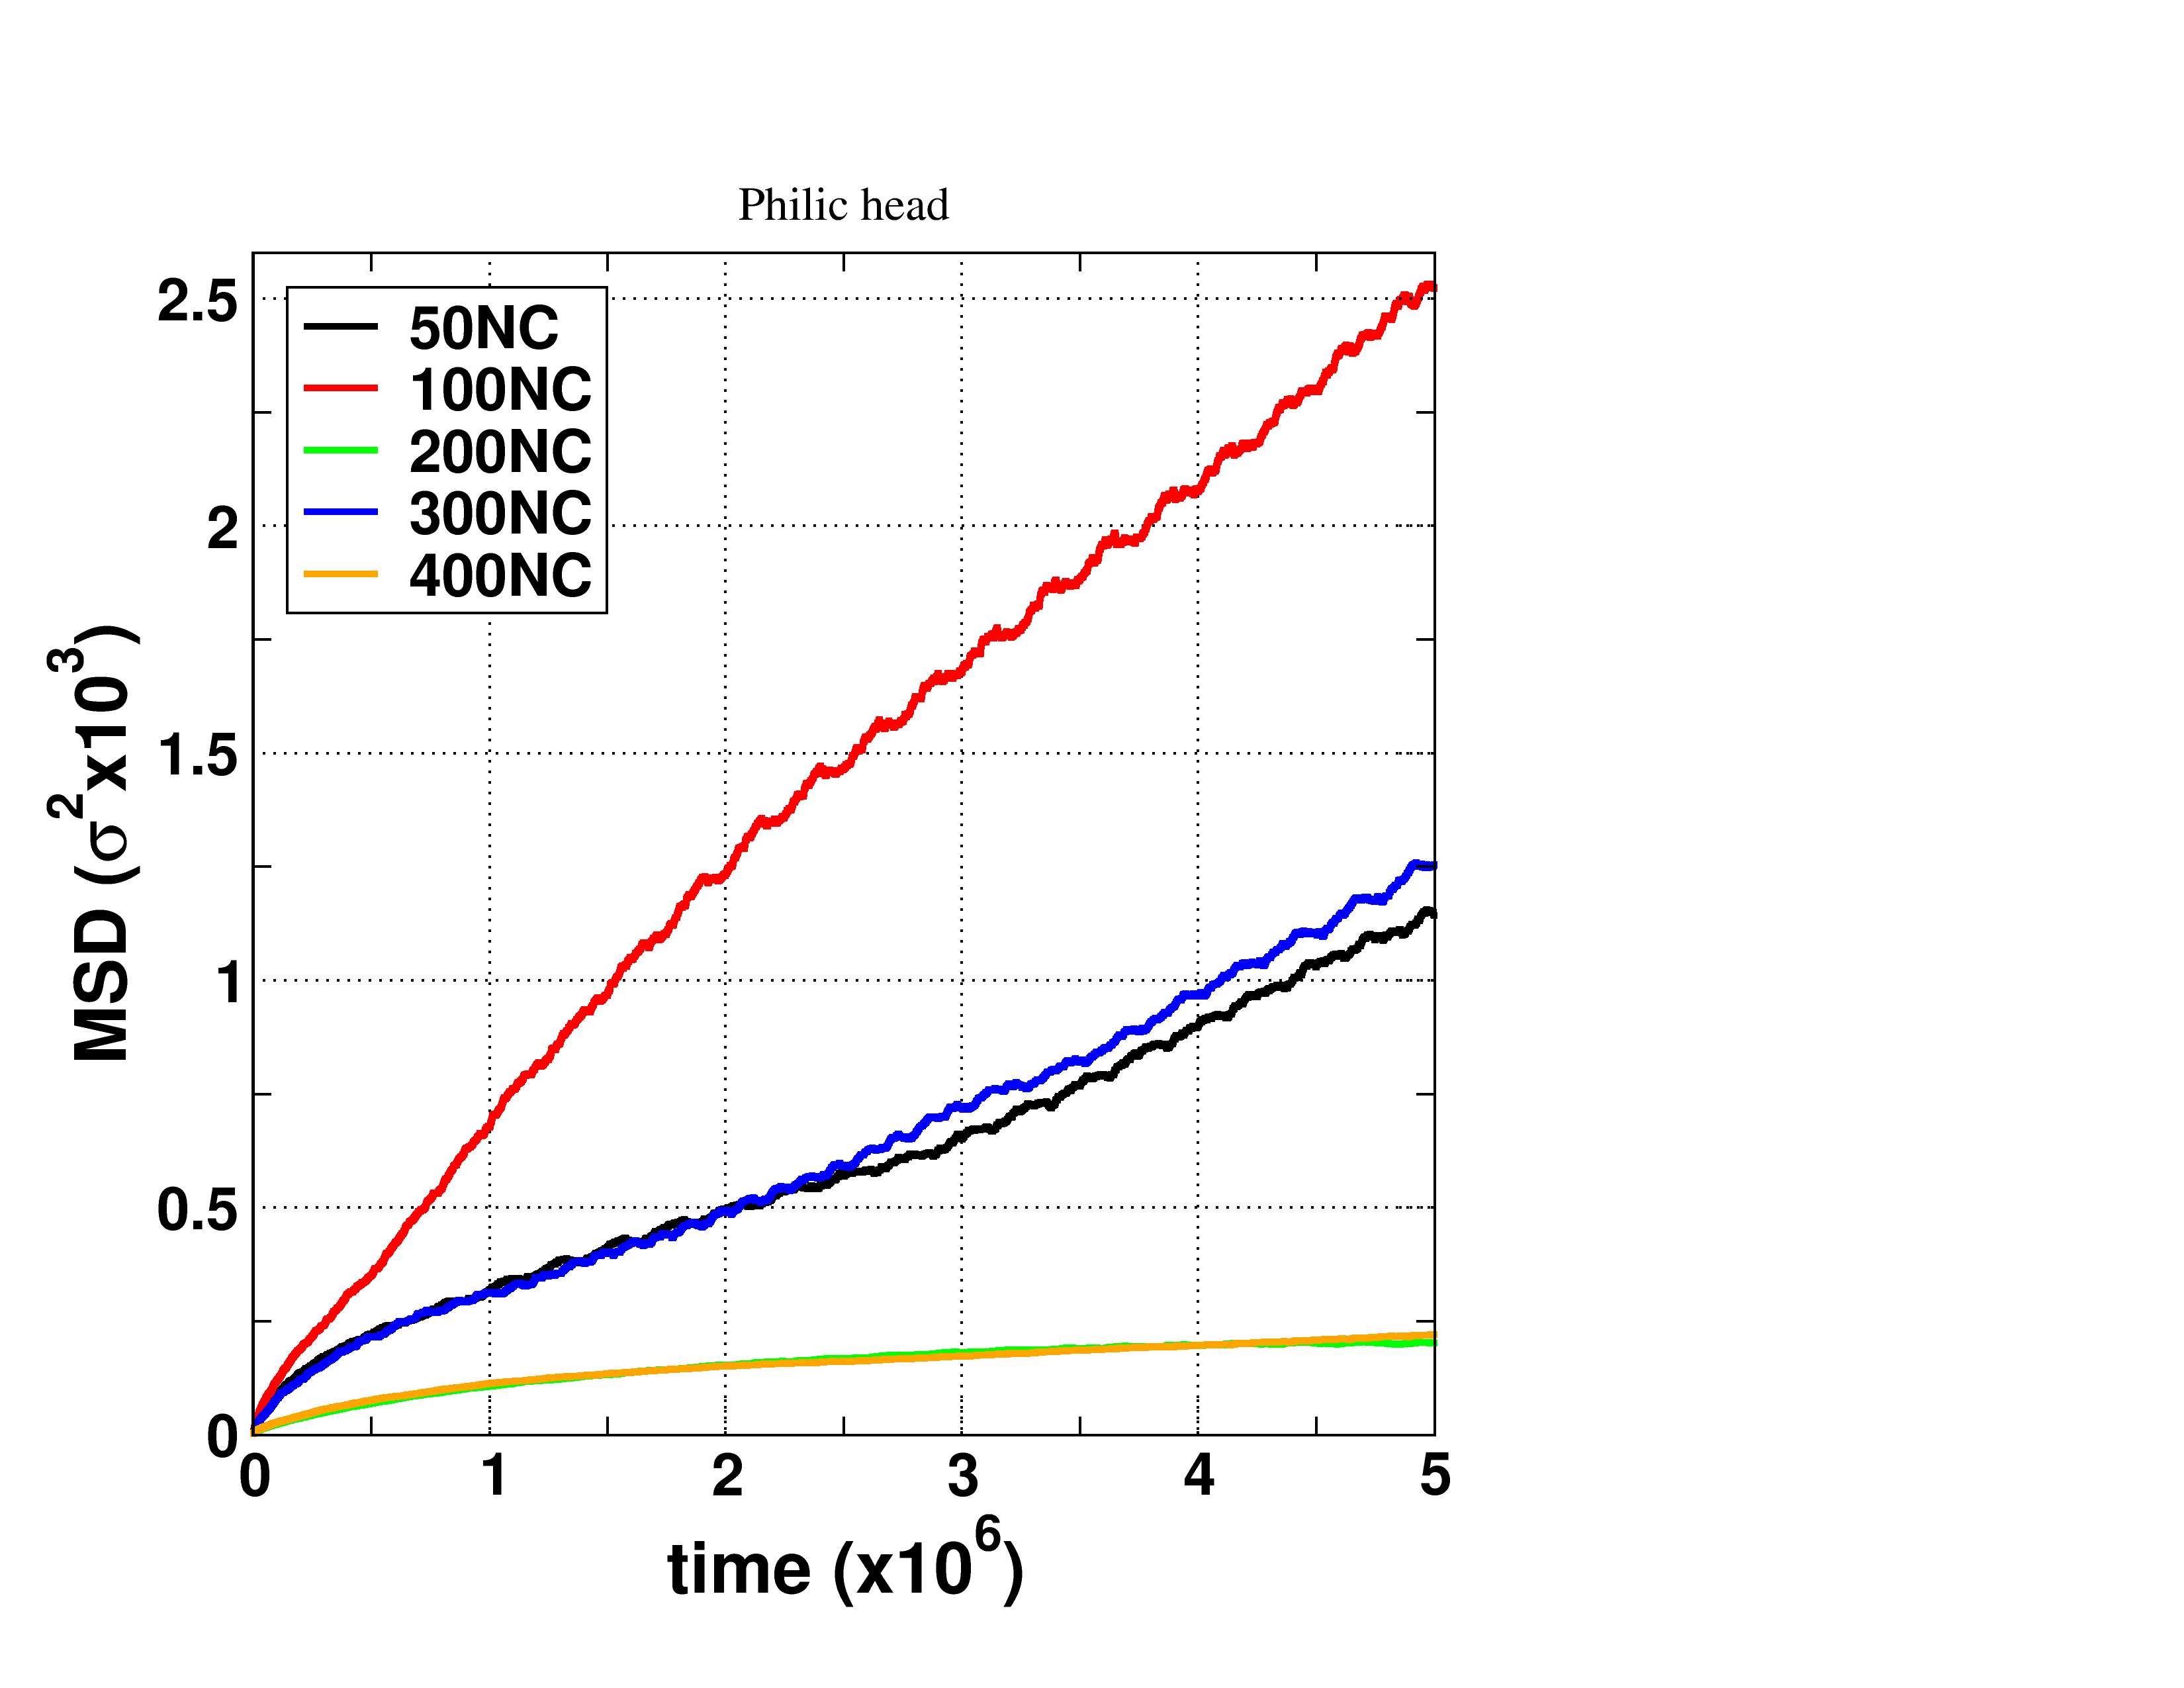 Philic head
2.5
2
1.5
1
0.5
0
50NC
100NC
200NC
300NC
400NC
MSD (σ²x10³)
0 1 2 3 4 5
time (x10⁶)